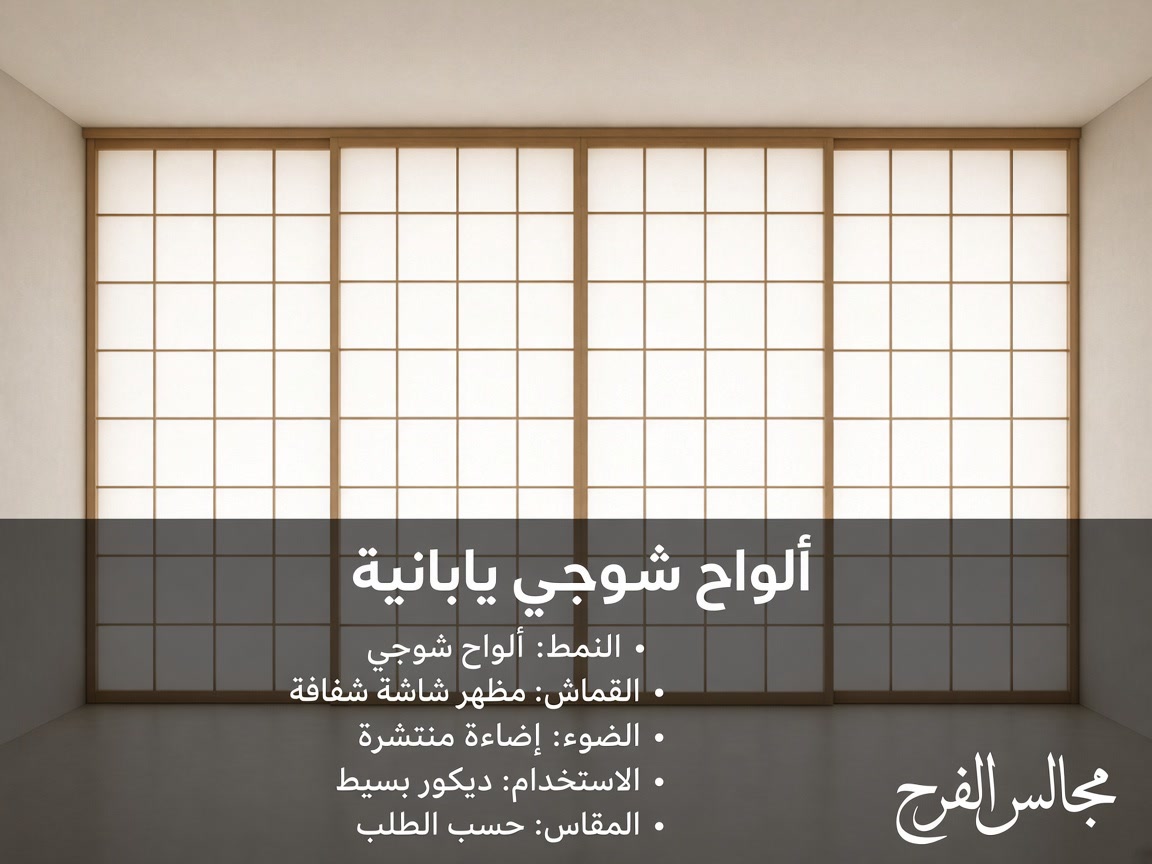 ألواح شوجي يابانية
• النمط: ألواح شوجي
• القماش: مظهر شاشة شفافة
• الضوء: إضاءة منتشرة
• الاستخدام: ديكور بسيط
• المقاس: حسب الطلب
مجالس الفرح